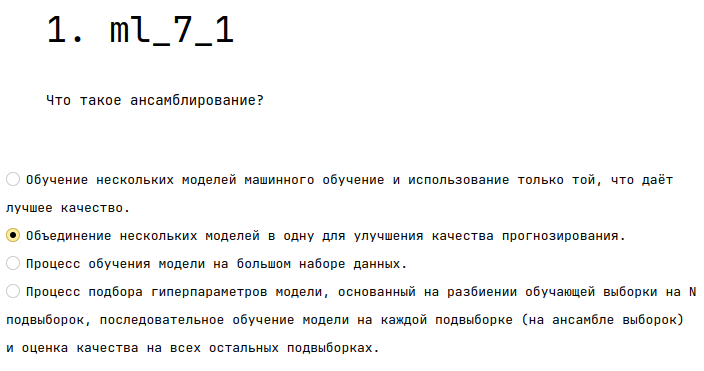 1. ml_7_1
Что такое ансамблирование?
Обучение нескольких моделей машинного обучение и использование только той, что даёт
лучшее качество.
Объединение нескольких моделей в одну для улучшения качества прогнозирования.
Процесс обучения модели на большом наборе данных.
Процесс подбора гиперпараметров модели, основанный на разбиении обучающей выборки на N
подвыборок, последовательное обучение модели на каждой подвыборке (на ансамбле выборок)
и оценка качества на всех остальных подвыборках.